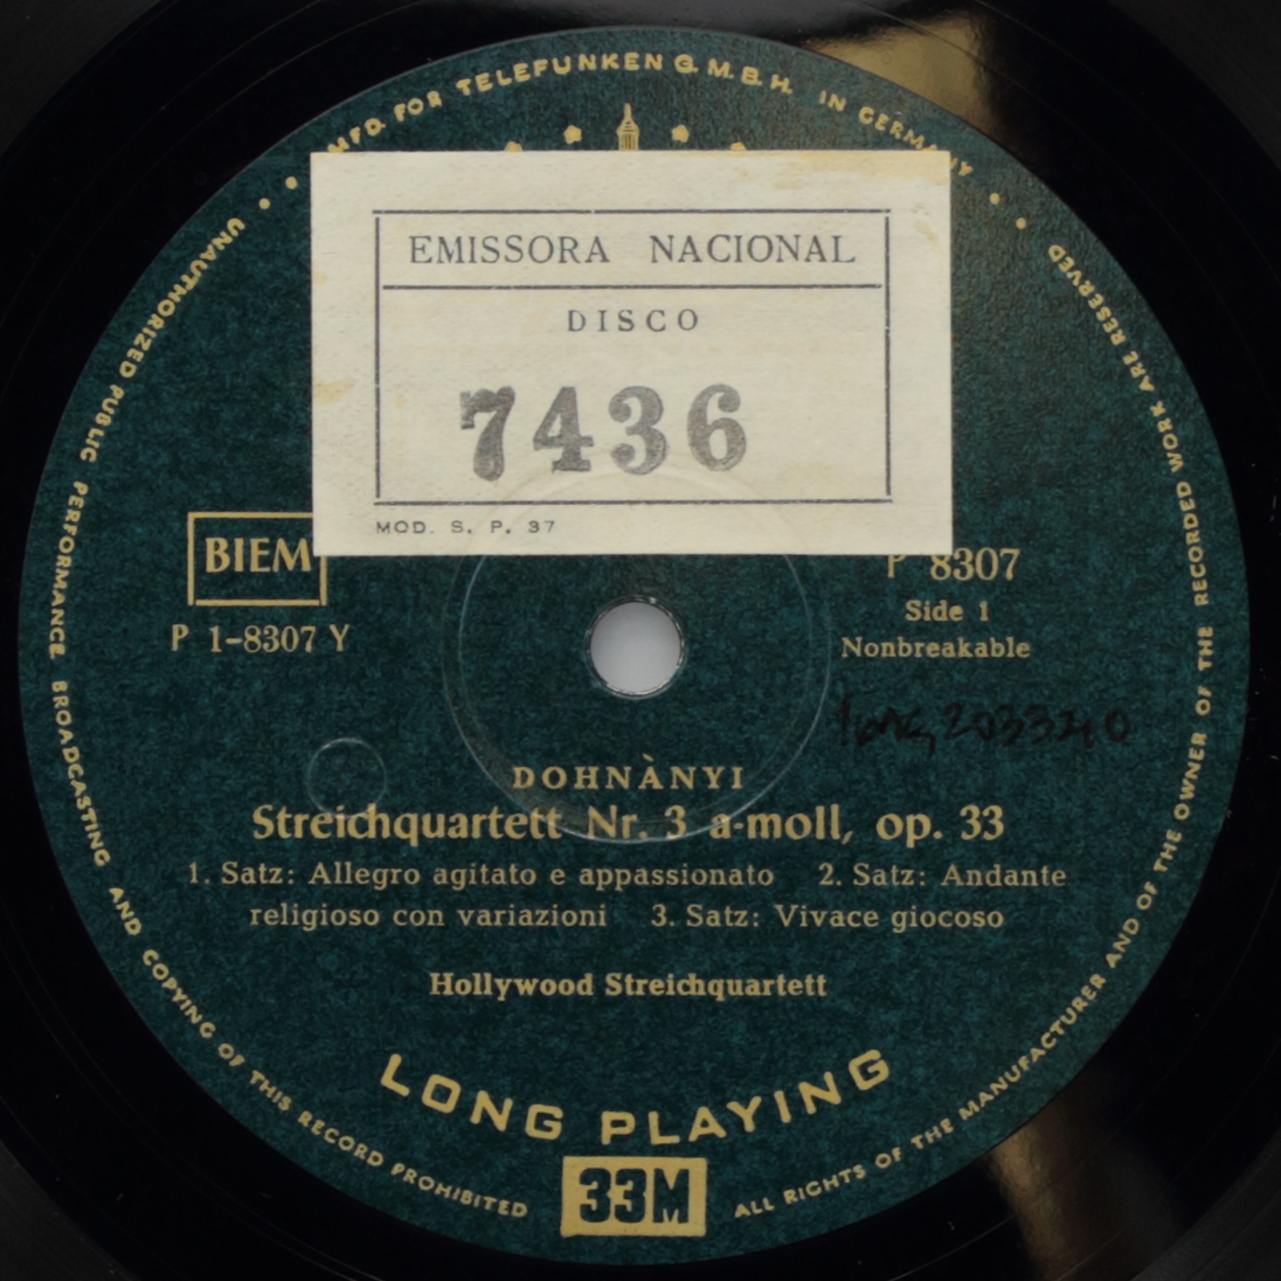 MFD. FOR TELEFUNKEN G.M.B.H. IN GERMANY
EMISSORA NACIONAL
DISCO
7436
MOD. S. P. 37
BIEM
P 8307
P 1-8307 Y
Side 1
Nonbreakable
DOHNÀNYI
Streichquartett Nr. 3 a-moll, op. 33
1. Satz: Allegro agitato e appassionato 2. Satz: Andante
religioso con variazioni 3. Satz: Vivace giocoso
Hollywood Streichquartett
LONG PLAYING
33M
UNAUTHORIZED PUBLIC PERFORMANCE BROADCASTING AND COPYING OF THIS RECORD PROHIBITED
ALL RIGHTS OF THE MANUFACTURER AND OF THE OWNER OF THE RECORDED WORK ARE RESERVED